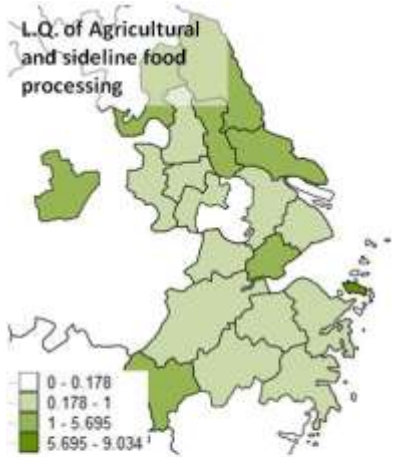 L.Q. of Agricultural
and sideline food
processing
0 - 0.178
0.178 - 1
1 - 5.695
5.695 - 9.034